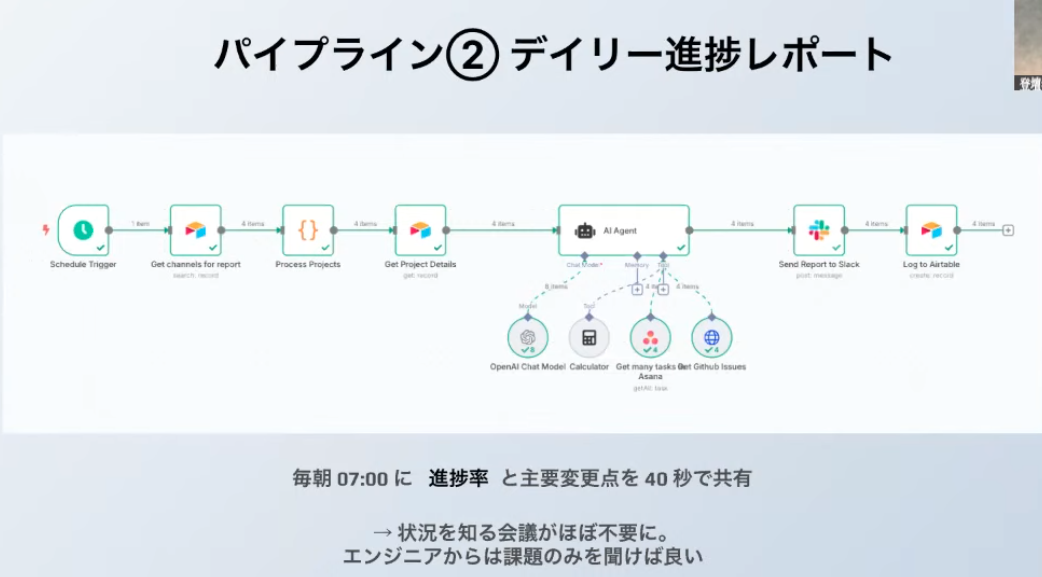 パイプライン② デイリー進捗レポート
1 item
4 items
4 items
4 items
4 items
4 items
4 items
{}
AI Agent
Schedule Trigger
Get channels for report
search: record
Process Projects
Get Project Details
get: record
Send Report to Slack
post: message
Log to Airtable
create: record
Chat Model*
Memory
Tool
8 items
4 items
Model
Tool
8
4
4
OpenAI Chat Model
Calculator
Get many tasks in
Asana
getAll: task
Get Github Issues
毎朝 07:00 に 進捗率 と主要変更点を 40 秒で共有
→ 状況を知る会議がほぼ不要に。
エンジニアからは課題のみを聞けば良い